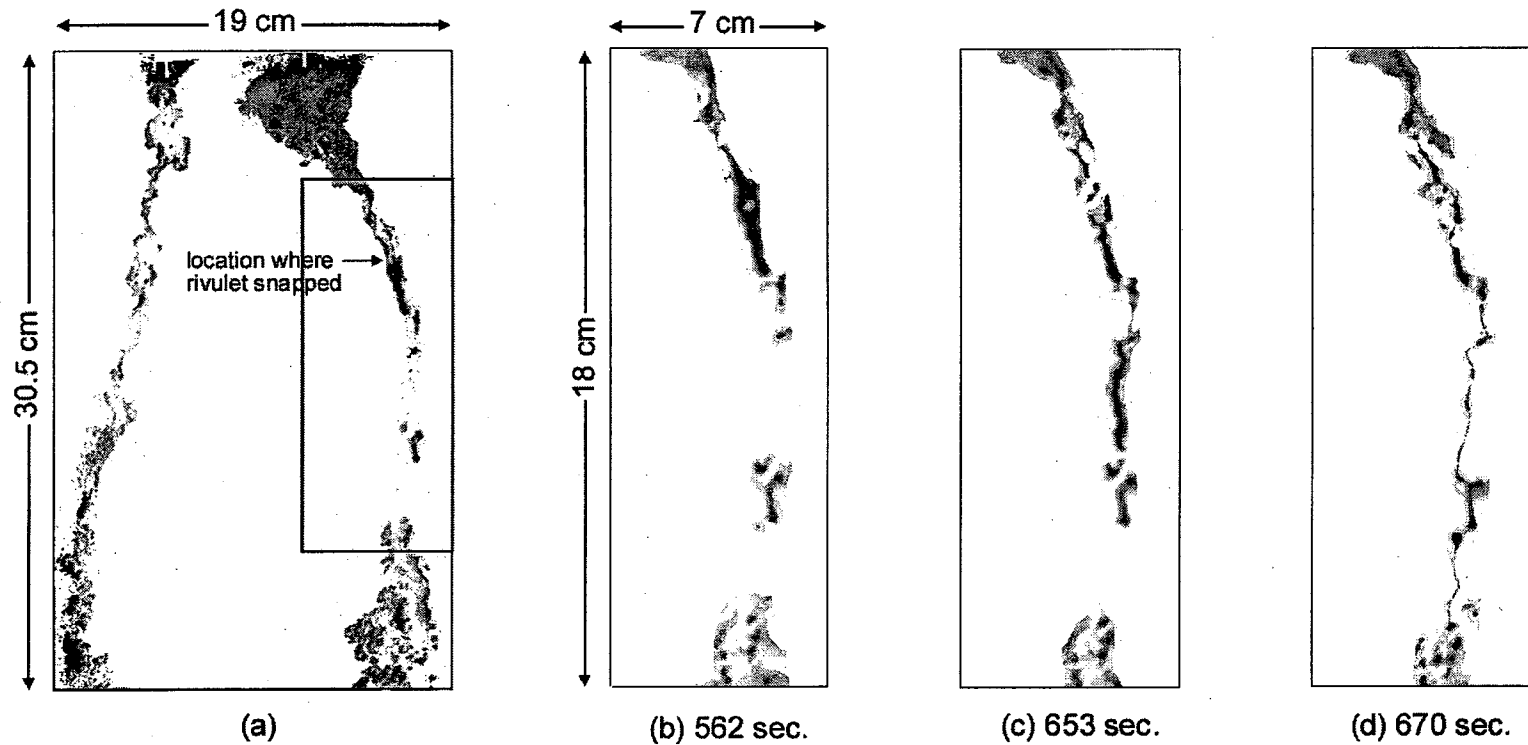 19 cm
7 cm
30.5 cm
18 cm
location where
rivulet snapped
(a)
(b) 562 sec.
(c) 653 sec.
(d) 670 sec.